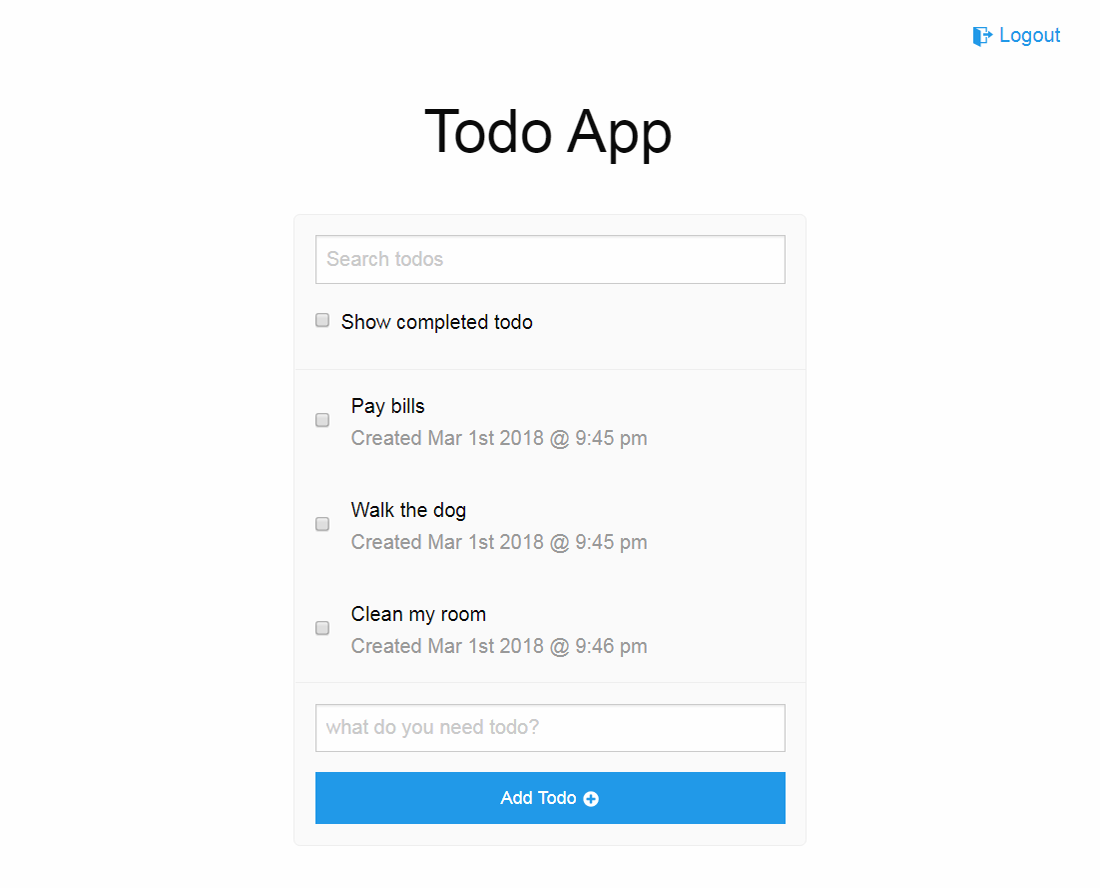 Logout
Todo App
Search todos
Show completed todo
Pay bills
Created Mar 1st 2018 @ 9:45 pm
Walk the dog
Created Mar 1st 2018 @ 9:45 pm
Clean my room
Created Mar 1st 2018 @ 9:46 pm
what do you need todo?
Add Todo